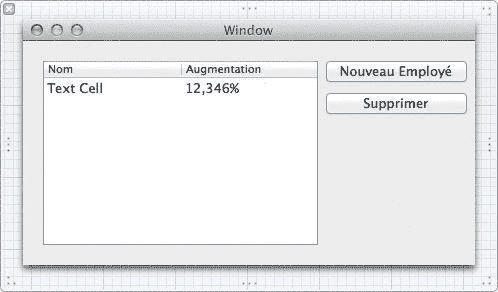 Window
Nom Augmentation
Text Cell 12,346%
Nouveau Employé
Supprimer